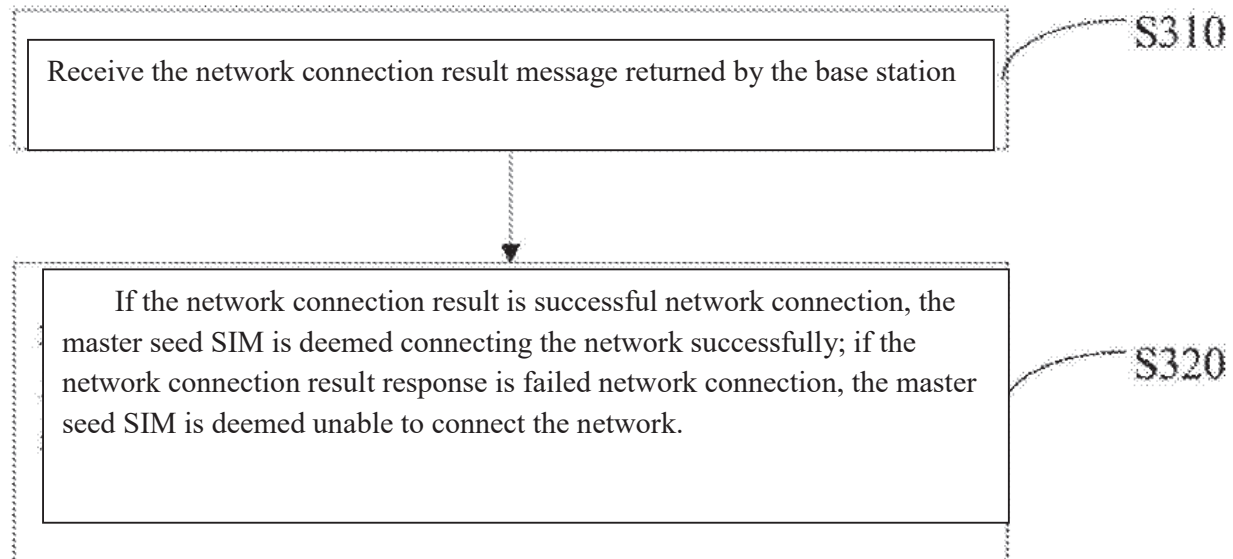 Receive the network connection result message returned by the base station
S310
If the network connection result is successful network connection, the
master seed SIM is deemed connecting the network successfully; if the
network connection result response is failed network connection, the master
seed SIM is deemed unable to connect the network.
S320